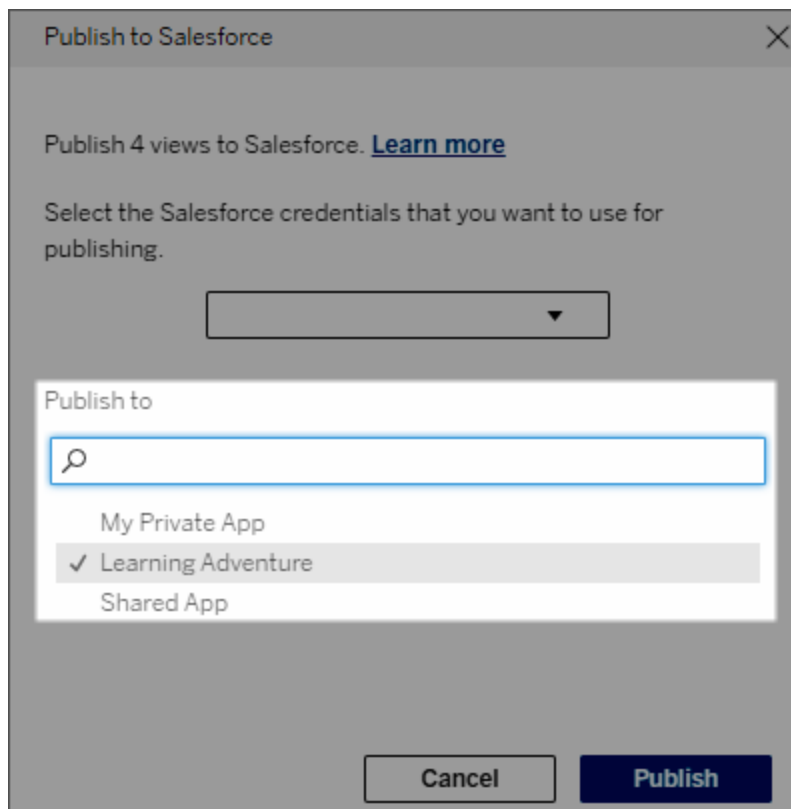 Publish to Salesforce
Publish 4 views to Salesforce. Learn more
Select the Salesforce credentials that you want to use for
publishing.
Publish to
My Private App
Learning Adventure
Shared App
Cancel
Publish